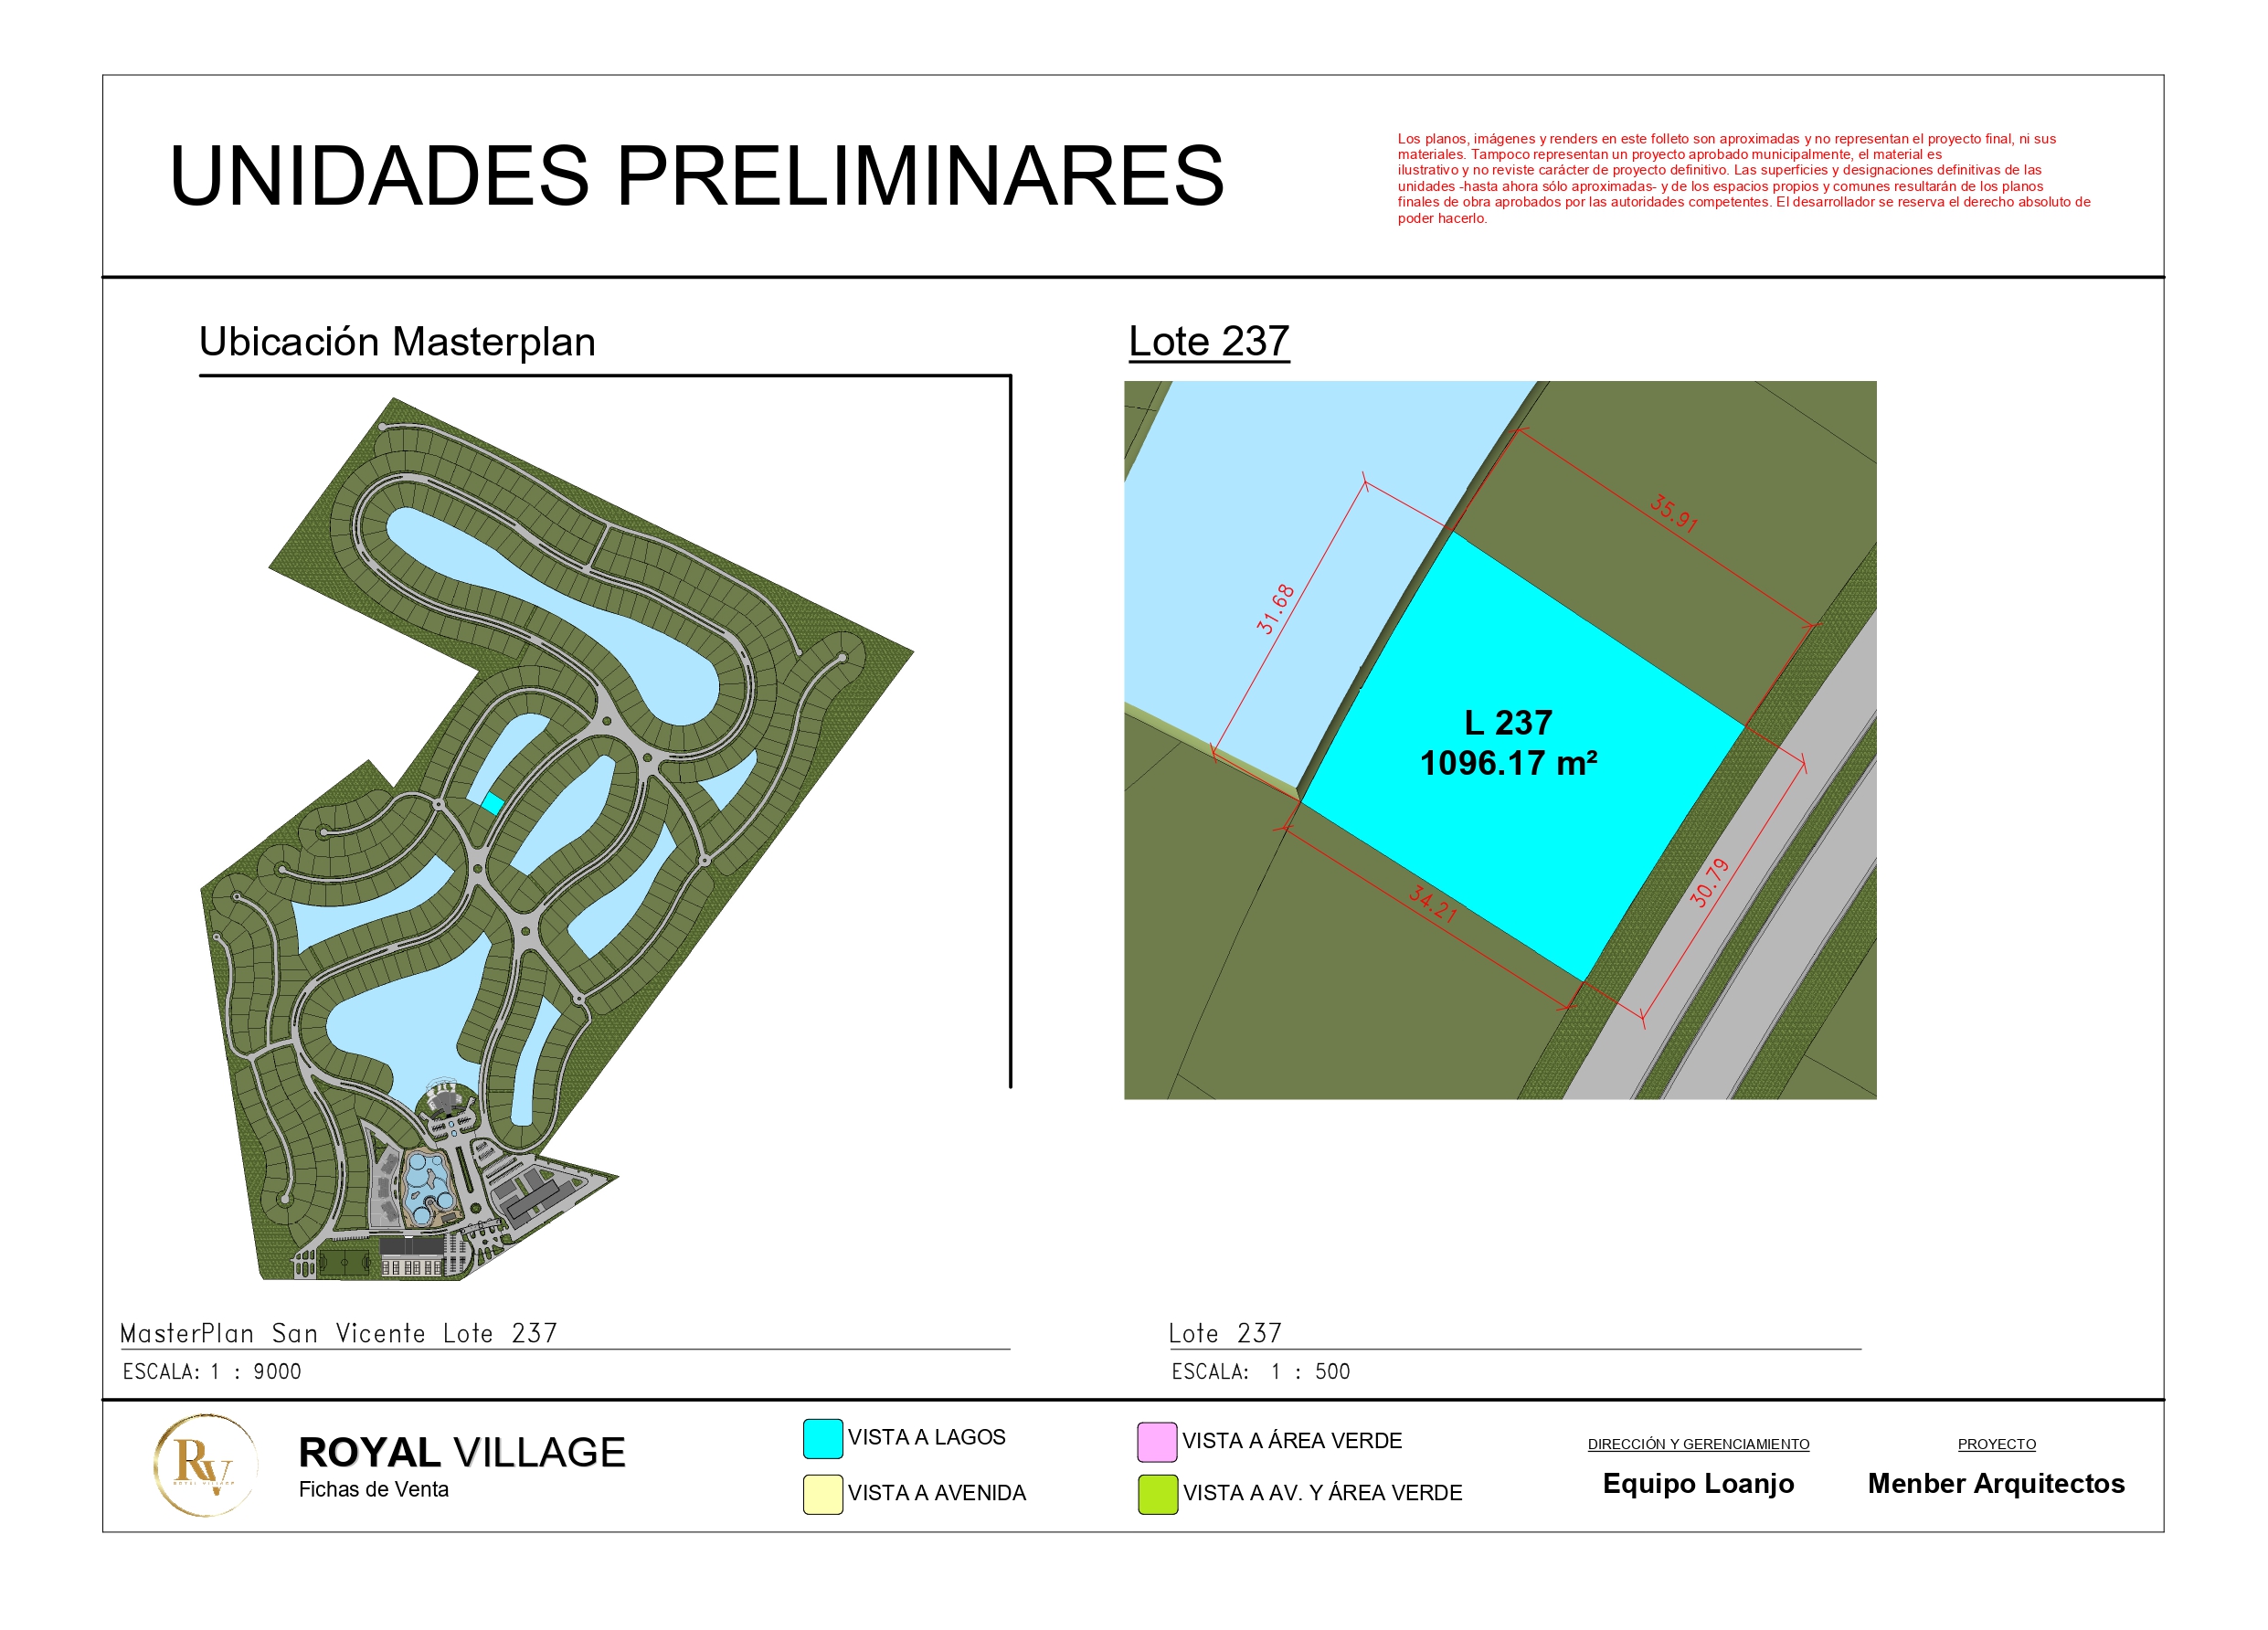 UNIDADES PRELIMINARES
Los planos, imágenes y renders en este folleto son aproximadas y no representan el proyecto final, ni sus
materiales. Tampoco representan un proyecto aprobado municipalmente, el material es
ilustrativo y no reviste carácter de proyecto definitivo. Las superficies y designaciones definitivas de las
unidades -hasta ahora sólo aproximadas- y de los espacios propios y comunes resultarán de los planos
finales de obra aprobados por las autoridades competentes. El desarrollador se reserva el derecho absoluto de
poder hacerlo.
Ubicación Masterplan
Lote 237
35.91
31.68
L 237
1096.17 m²
34.21
30.79
MasterPlan San Vicente Lote 237
ESCALA: 1 : 9000
Lote 237
ESCALA: 1 : 500
RV
ROYAL VILLAGE
ROYAL VILLAGE
Fichas de Venta
VISTA A LAGOS
VISTA A AVENIDA
VISTA A ÁREA VERDE
VISTA A AV. Y ÁREA VERDE
DIRECCIÓN Y GERENCIAMIENTO
Equipo Loanjo
PROYECTO
Menber Arquitectos